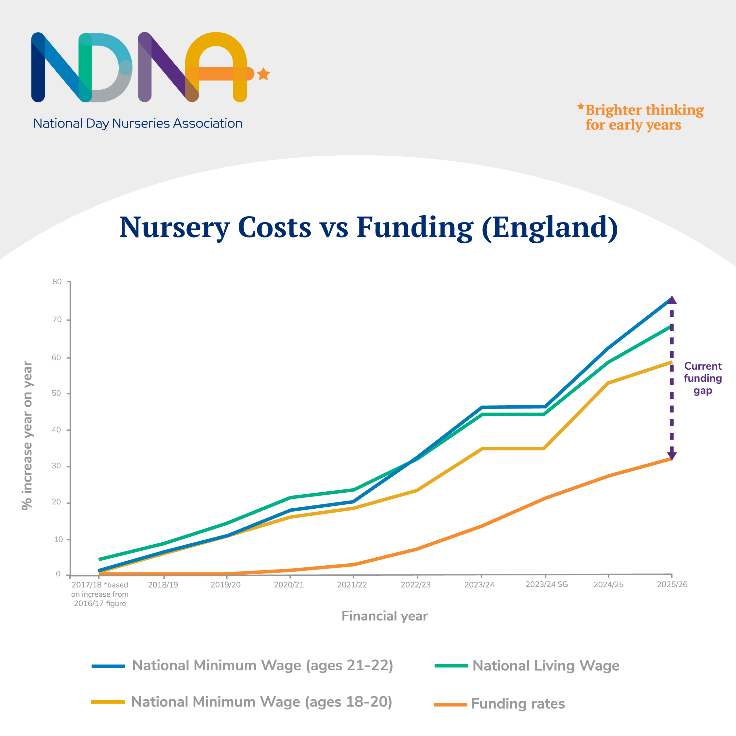 NDNA
National Day Nurseries Association
Brighter thinking
for early years
Nursery Costs vs Funding (England)
% increase year on year
80
70
60
50
40
30
20
10
0
Current
funding
gap
2017/18 *based
on increase from
2016/17 figure
2018/19
2019/20
2020/21
2021/22
2022/23
2023/24
2023/24 SG
2024/25
2025/26
Financial year
National Minimum Wage (ages 21-22)
National Living Wage
National Minimum Wage (ages 18-20)
Funding rates